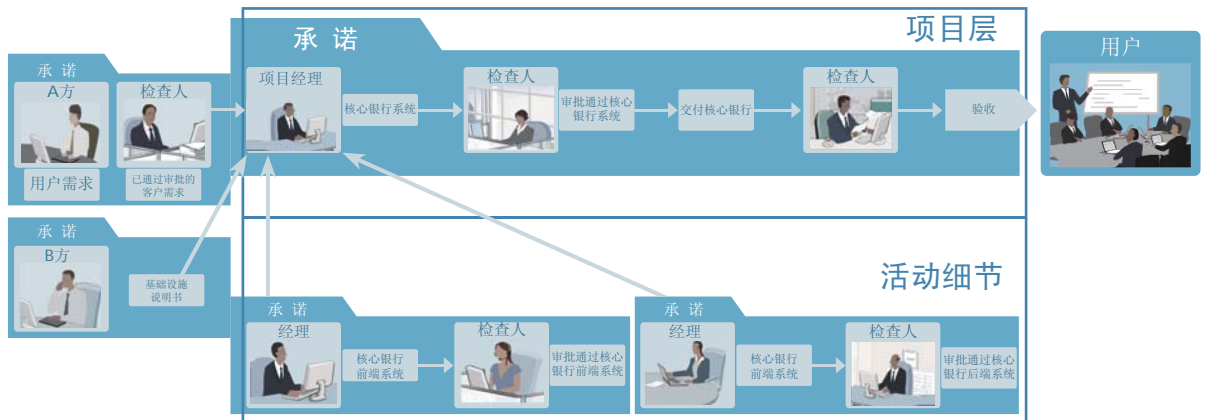 承诺
项目层
用户
承诺
A方
检查人
用户需求
已通过审批的
客户需求
项目经理
核心银行系统
检查人
审批通过核心
银行系统
交付核心银行
检查人
验收
承诺
B方
基础设施
说明书
活动细节
承诺
经理
核心银行
前端系统
检查人
审批通过核心
银行前端系统
承诺
经理
核心银行
前端系统
检查人
审批通过核心
银行后端系统